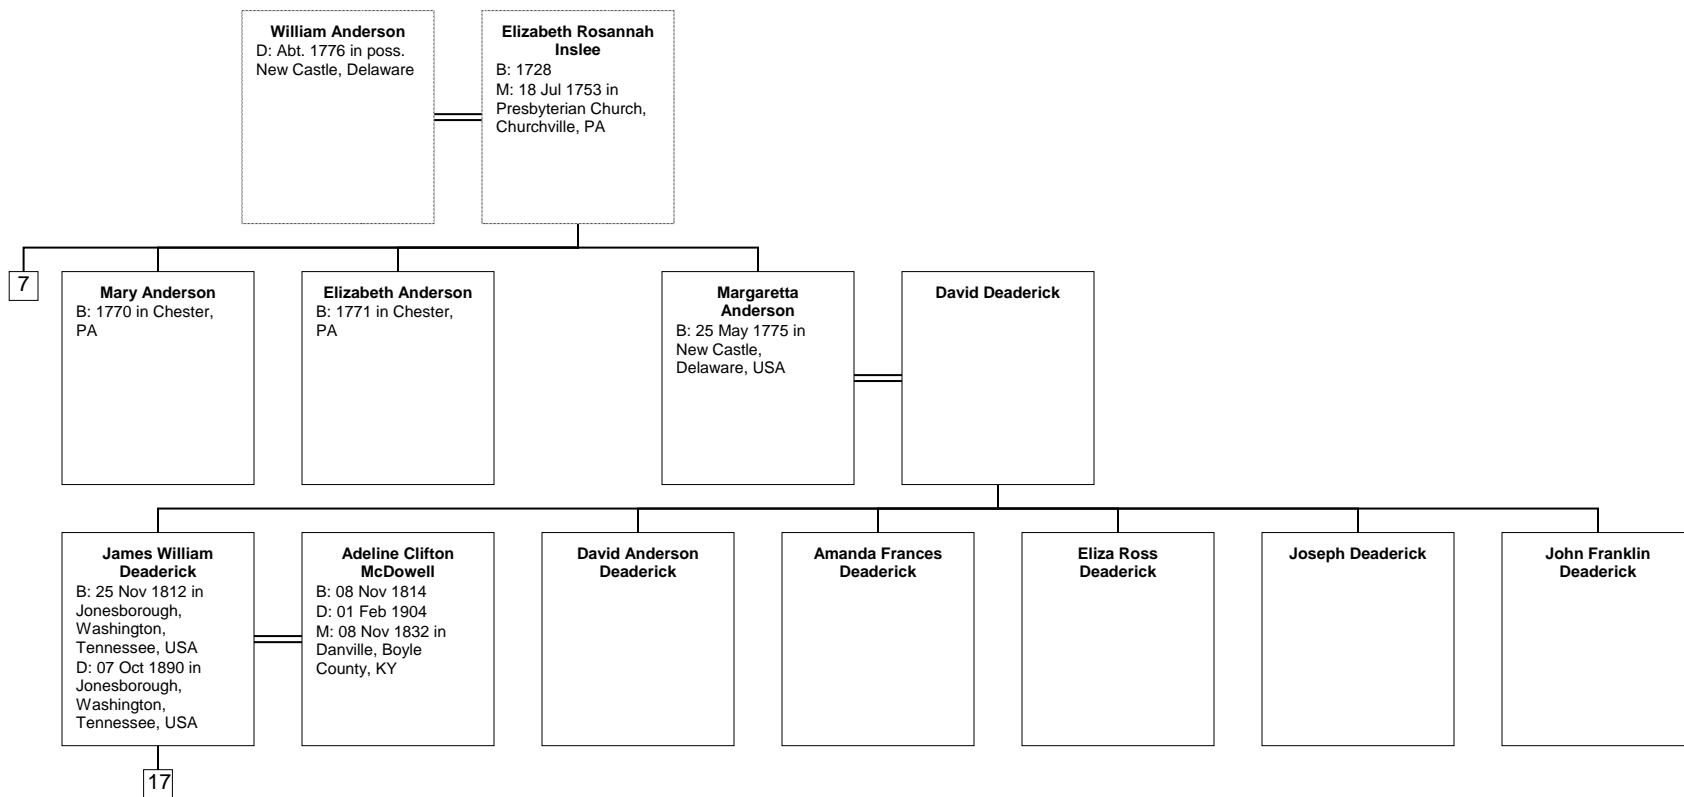 William Anderson
D: Abt. 1776 in poss.
New Castle, Delaware
Elizabeth Rosannah
Inslee
B: 1728
M: 18 Jul 1753 in
Presbyterian Church,
Churchville, PA
7
Mary Anderson
B: 1770 in Chester,
PA
Elizabeth Anderson
B: 1771 in Chester,
PA
Margaretta
Anderson
B: 25 May 1775 in
New Castle,
Delaware, USA
David Deaderick
James William
Deaderick
B: 25 Nov 1812 in
Jonesborough,
Washington,
Tennessee, USA
D: 07 Oct 1890 in
Jonesborough,
Washington,
Tennessee, USA
Adeline Clifton
McDowell
B: 08 Nov 1814
D: 01 Feb 1904
M: 08 Nov 1832 in
Danville, Boyle
County, KY
David Anderson
Deaderick
Amanda Frances
Deaderick
Eliza Ross
Deaderick
Joseph Deaderick
John Franklin
Deaderick
17